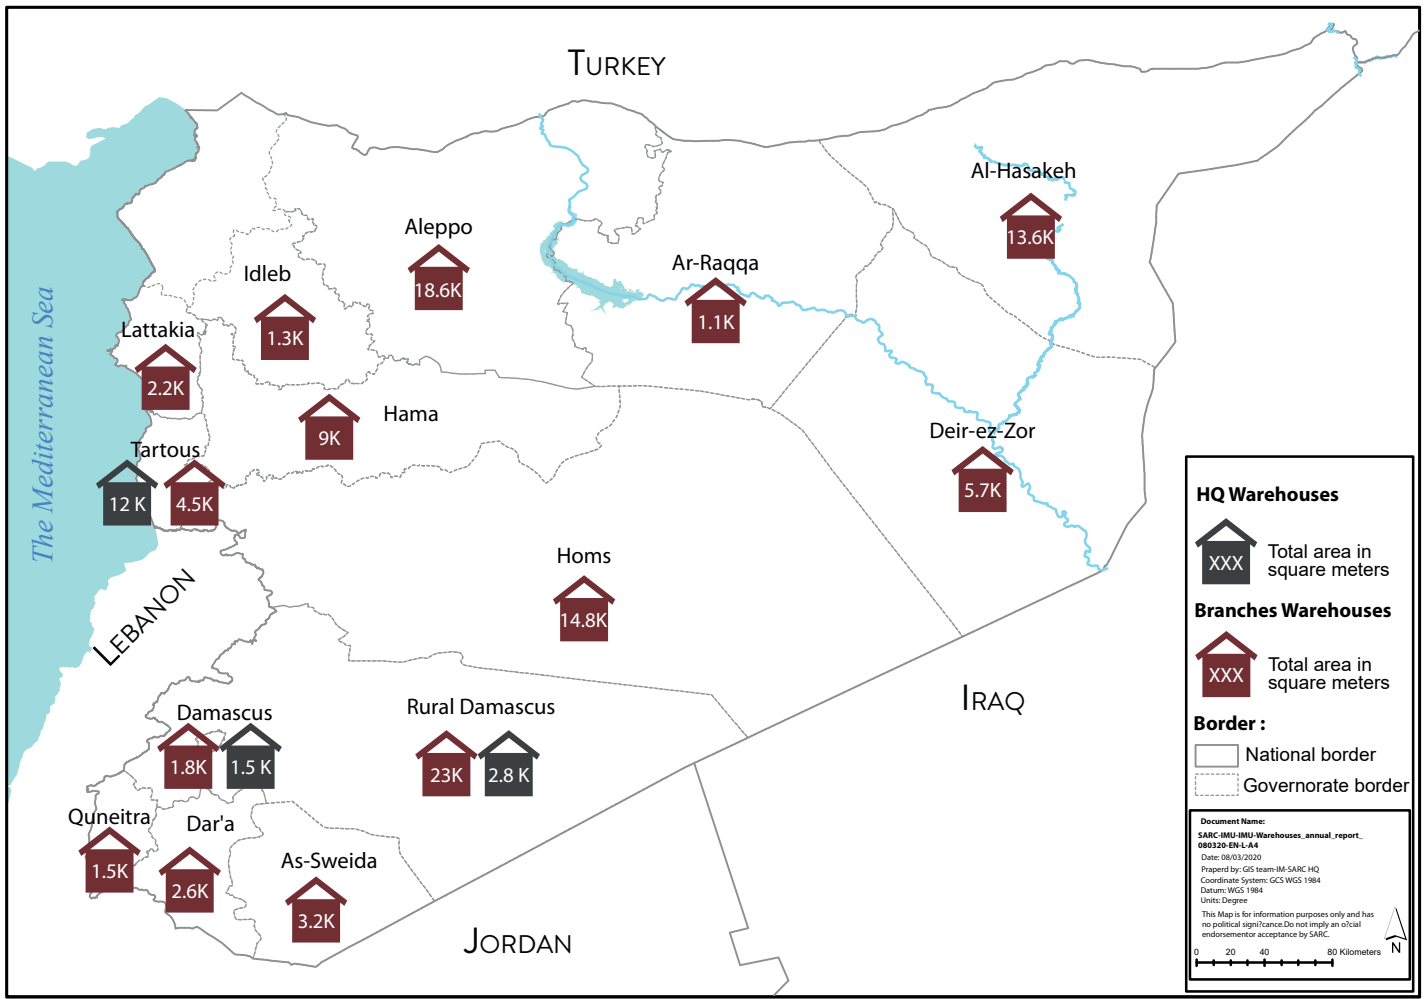 TURKEY
Al-Hasakeh
13.6K
Aleppo
18.6K
Ar-Raqqa
1.1K
Idleb
1.3K
Lattakia
2.2K
The Mediterranean Sea
Hama
9K
Deir-ez-Zor
5.7K
Tartous
12 K
4.5K
Homs
14.8K
LEBANON
IRAQ
Damascus
1.8K
1.5 K
Rural Damascus
23K
2.8 K
Quneitra
1.5K
Dar'a
2.6K
As-Sweida
3.2K
JORDAN
HQ Warehouses
XXX
Total area in
square meters
Branches Warehouses
XXX
Total area in
square meters
Border :
National border
Governorate border
Document Name:
SARC-IMU-IMU-Warehouses_annual_report_
080320-EN-L-A4
Date: 08/03/2020
Praperd by: GIS team-IM-SARC HQ
Coordinate System: GCS WGS 1984
Datum: WGS 1984
Units: Degree
This Map is for information purposes only and has
no political signi?cance.Do not imply an o?cial
endorsementor acceptance by SARC.
N
0 20 40 80 Kilometers